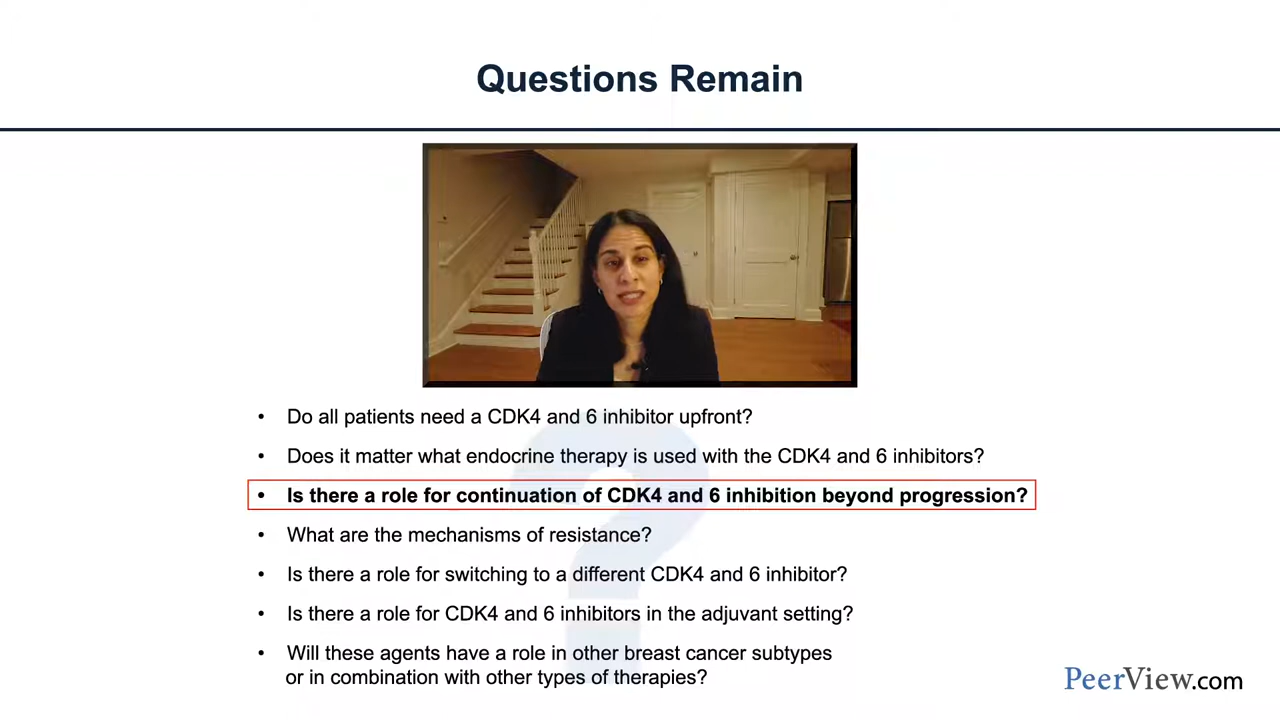 Questions Remain
• Do all patients need a CDK4 and 6 inhibitor upfront?
• Does it matter what endocrine therapy is used with the CDK4 and 6 inhibitors?
• Is there a role for continuation of CDK4 and 6 inhibition beyond progression?
• What are the mechanisms of resistance?
• Is there a role for switching to a different CDK4 and 6 inhibitor?
• Is there a role for CDK4 and 6 inhibitors in the adjuvant setting?
• Will these agents have a role in other breast cancer subtypes
or in combination with other types of therapies?
PeerView.com